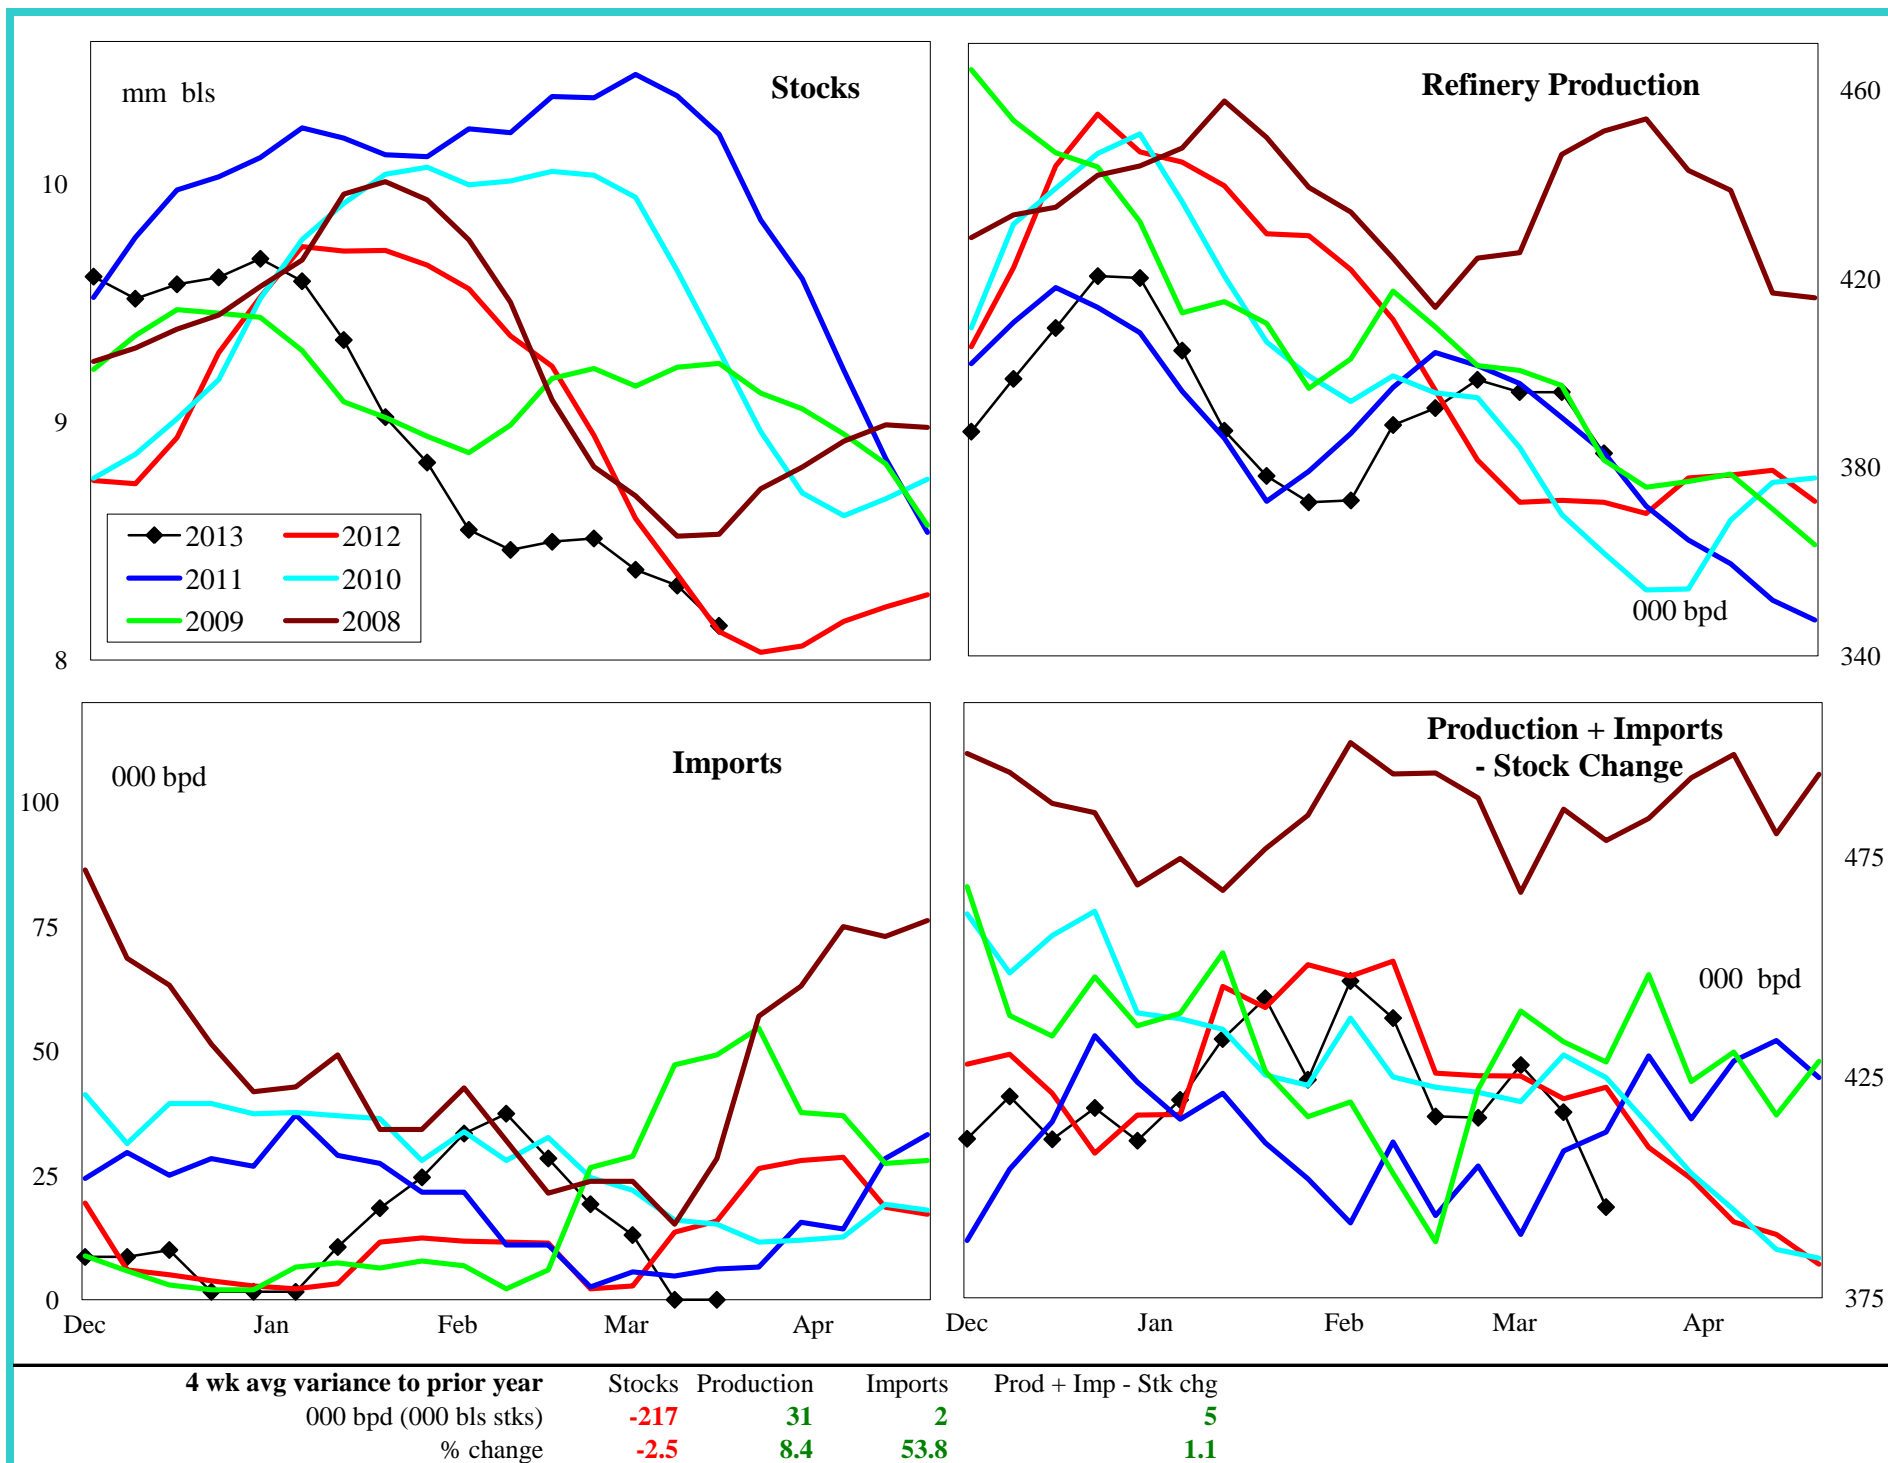 mm  bls
Stocks
10
9
8
2013
2012
2011
2010
2009
2008
Refinery Production
460
420
380
340
000 bpd
Imports
000 bpd
100
75
50
25
0
Dec
Jan
Feb
Mar
Apr
Production + Imports
- Stock Change
000  bpd
475
425
375
Dec
Jan
Feb
Mar
Apr
4 wk avg variance to prior year Stocks Production Imports Prod + Imp - Stk chg
000 bpd (000 bls stks) -217 31 2 5
% change -2.5 8.4 53.8 1.1